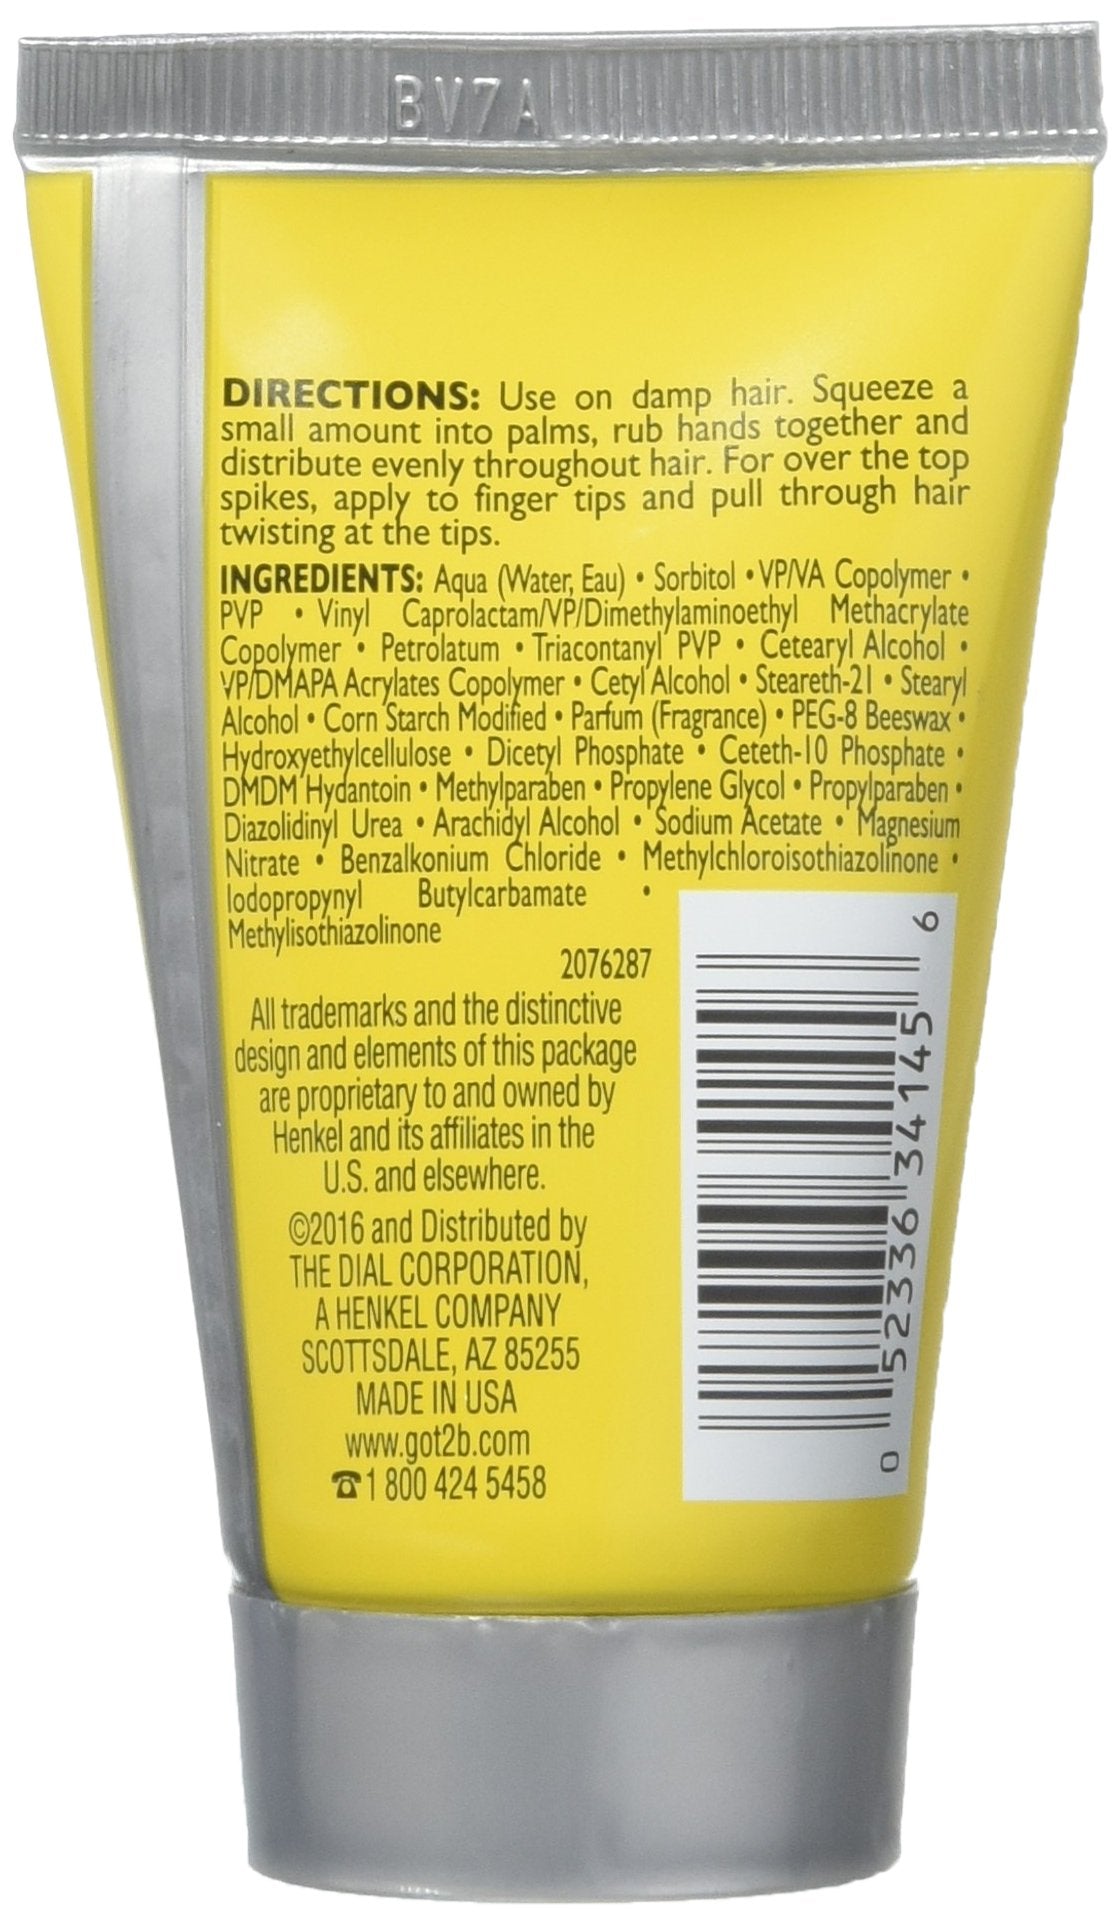 BV7A
DIRECTIONS: Use on damp hair. Squeeze a
small amount into palms, rub hands together and
distribute evenly throughout hair. For over the top
spikes, apply to finger tips and pull through hair
twisting at the tips.
INGREDIENTS: Aqua (Water, Eau) • Sorbitol • VP/VA Copolymer •
PVP • Vinyl Caprolactam/VP/Dimethylaminoethyl Methacrylate
Copolymer • Petrolatum • Triacontanyl PVP • Cetearyl Alcohol •
VP/DMAPA Acrylates Copolymer • Cetyl Alcohol • Steareth-21 • Stearyl
Alcohol • Corn Starch Modified • Parfum (Fragrance) • PEG-8 Beeswax •
Hydroxyethylcellulose • Dicetyl Phosphate • Ceteth-10 Phosphate •
DMDM Hydantoin • Methylparaben • Propylene Glycol • Propylparaben •
Diazolidinyl Urea • Arachidyl Alcohol • Sodium Acetate • Magnesium
Nitrate • Benzalkonium Chloride • Methylchloroisothiazolinone •
Iodopropynyl Butylcarbamate •
Methylisothiazolinone
2076287
All trademarks and the distinctive
design and elements of this package
are proprietary to and owned by
Henkel and its affiliates in the
U.S. and elsewhere.
©2016 and Distributed by
THE DIAL CORPORATION,
A HENKEL COMPANY
SCOTTSDALE, AZ 85255
MADE IN USA
www.got2b.com
☎1 800 424 5458
0 52336 34145 6